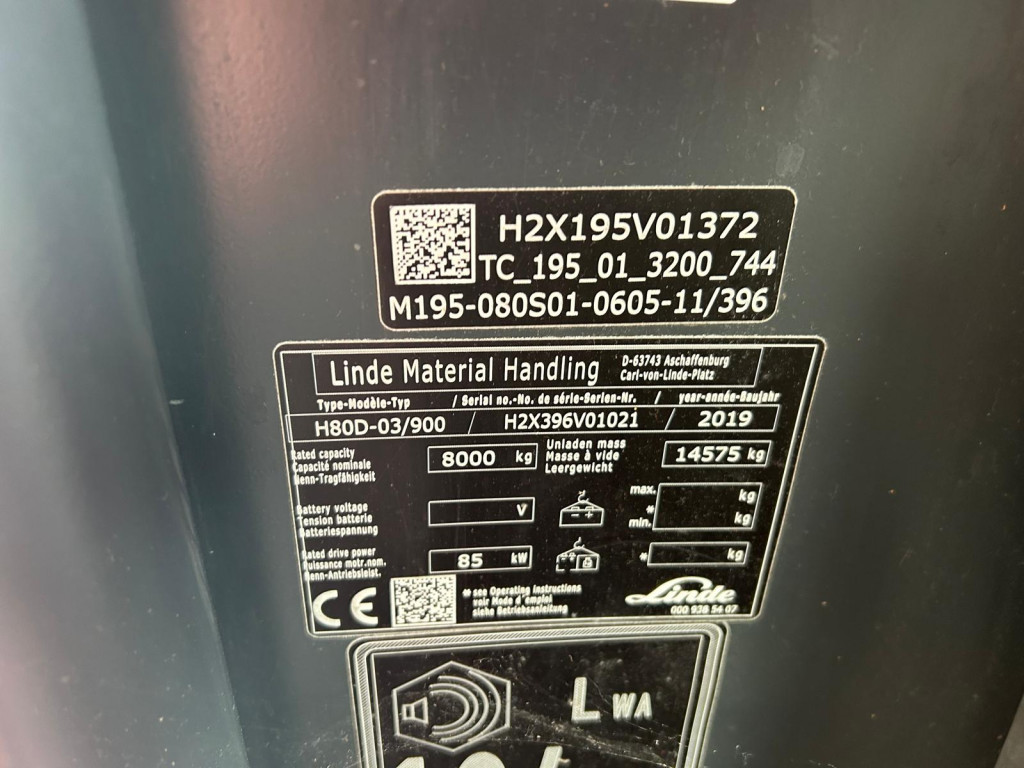 H2X195V01372
TC_195_01_3200_744
M195-080S01-0605-11/396
Linde Material Handling
D-63743 Aschaffenburg
Carl-von-Linde-Platz
Type-Modèle-Typ / Serial no.-No. de série-Serien-Nr. / year-année-Baujahr
H80D-03/900 / H2X396V01021 / 2019
Rated capacity
Capacité nominale
Nenn-Tragfähigkeit
8000 kg
Unladen mass
Masse à vide
Leergewicht
14575 kg
Battery voltage
Tension batterie
Batteriespannung
V
- +
max.
*
min.
kg
kg
Rated drive power
Puissance motr.nom.
Nenn-Antriebsleist.
85 kW
* kg
CE
* see Operating instructions
voir Mode d'emploi
siehe Betriebsanleitung
Linde
000 938 54 07
LWA